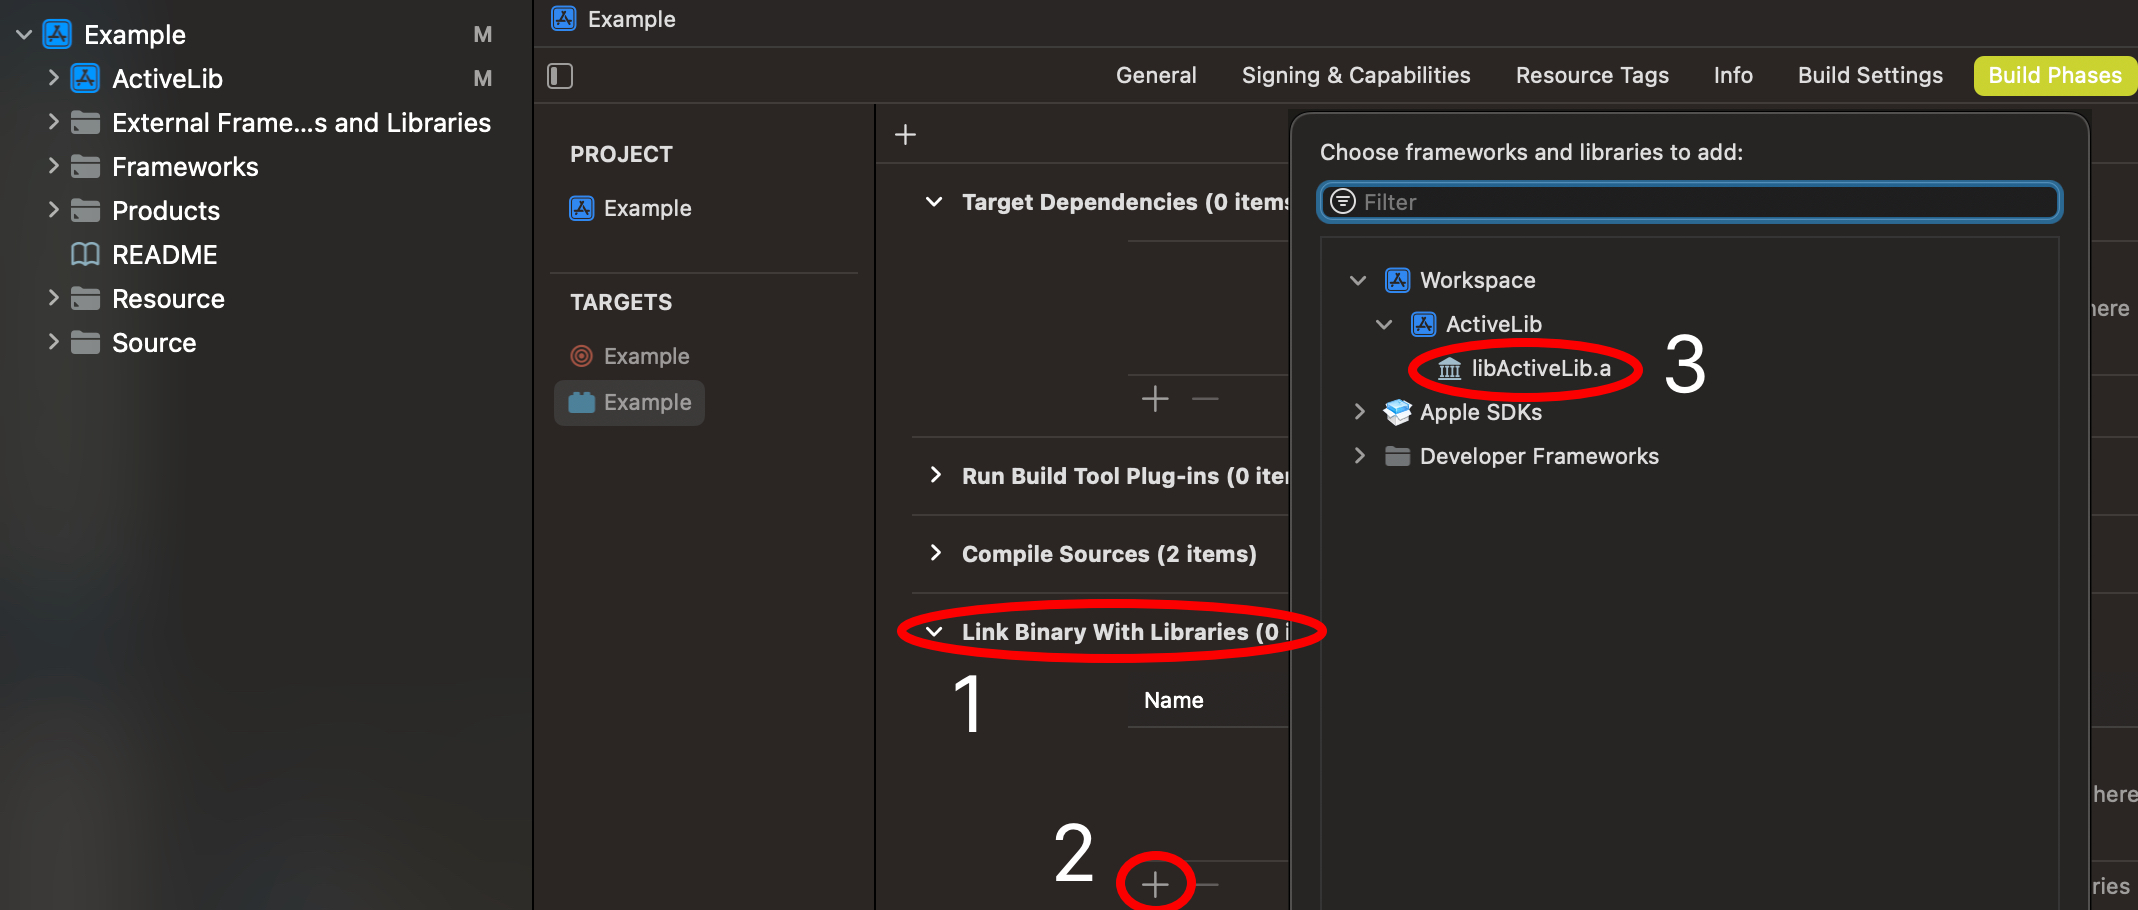 Example M
ActiveLib M
External Frame...s and Libraries
Frameworks
Products
README
Resource
Source
Example
General Signing & Capabilities Resource Tags Info Build Settings Build Phases
PROJECT
Example
TARGETS
Example
Example
Target Dependencies (0 items
Run Build Tool Plug-ins (0 iter
Compile Sources (2 items)
Link Binary With Libraries (0 i
1
Name
2
Choose frameworks and libraries to add:
Filter
Workspace
ActiveLib
libActiveLib.a
3
Apple SDKs
Developer Frameworks
here
here
ries